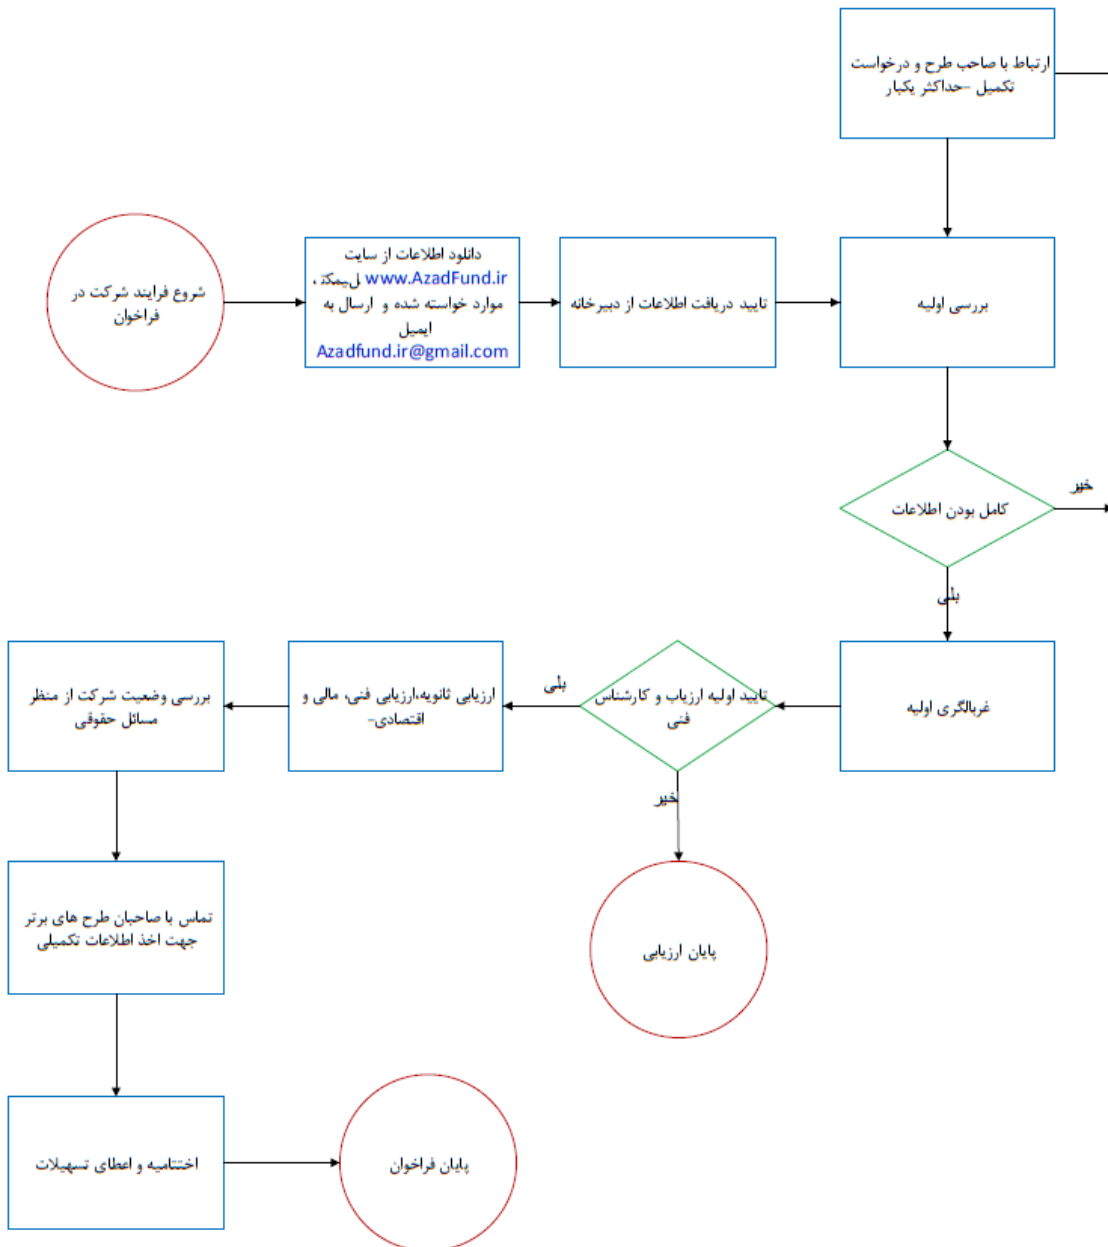 ارتباط با صاحب طرح و درخواست
تکمیل –حداکثر یکبار
شروع فرایند شرکت در
فراخوان
دانلود اطلاعات از سایت
www.AzadFund.ir ،
موارد خواسته شده و ارسال به
ایمیل
Azadfund.ir@gmail.com
تایید دریافت اطلاعات از دبیرخانه
بررسی اولیه
کامل بودن اطلاعات
خیر
بلی
غربالگری اولیه
تایید اولیه ارزیاب و کارشناس
فنی
بلی
خیر
ارزیابی ثانویه،ارزیابی فنی، مالی و
اقتصادی–
بررسی وضعیت شرکت از منظر
مسائل حقوقی
تماس با صاحبان طرح های برتر
جهت اخذ اطلاعات تکمیلی
پایان ارزیابی
اختتامیه و اعطای تسهیلات
پایان فراخوان